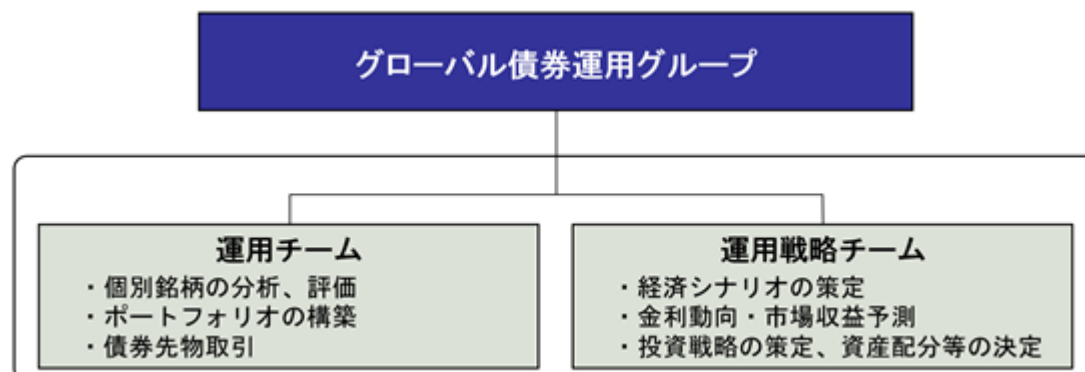 グローバル債券運用グループ
運用チーム
・個別銘柄の分析、評価
・ポートフォリオの構築
・債券先物取引
運用戦略チーム
・経済シナリオの策定
・金利動向・市場収益予測
・投資戦略の策定、資産配分等の決定